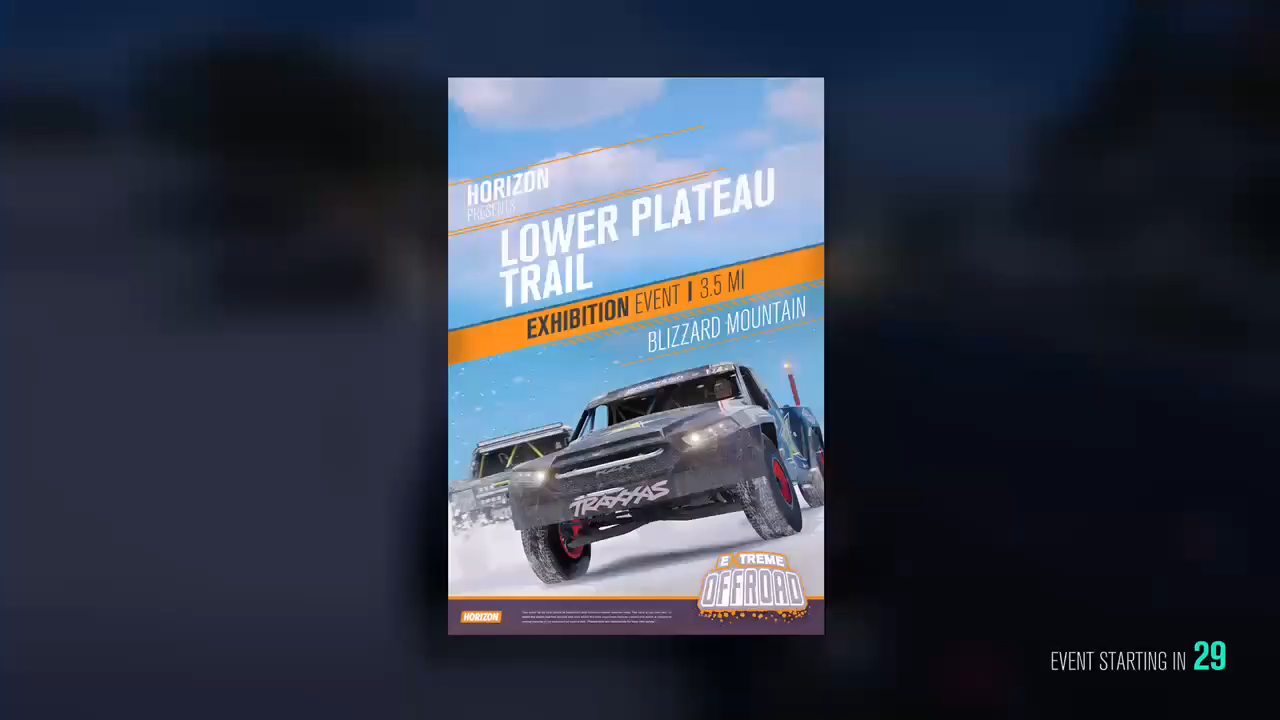 HORIZON
PRESENTS
LOWER PLATEAU
TRAIL
EXHIBITION EVENT | 3.5 MI
BLIZZARD MOUNTAIN
TRAXXAS
E TREME
OFFROAD
HORIZON
EVENT STARTING IN 29